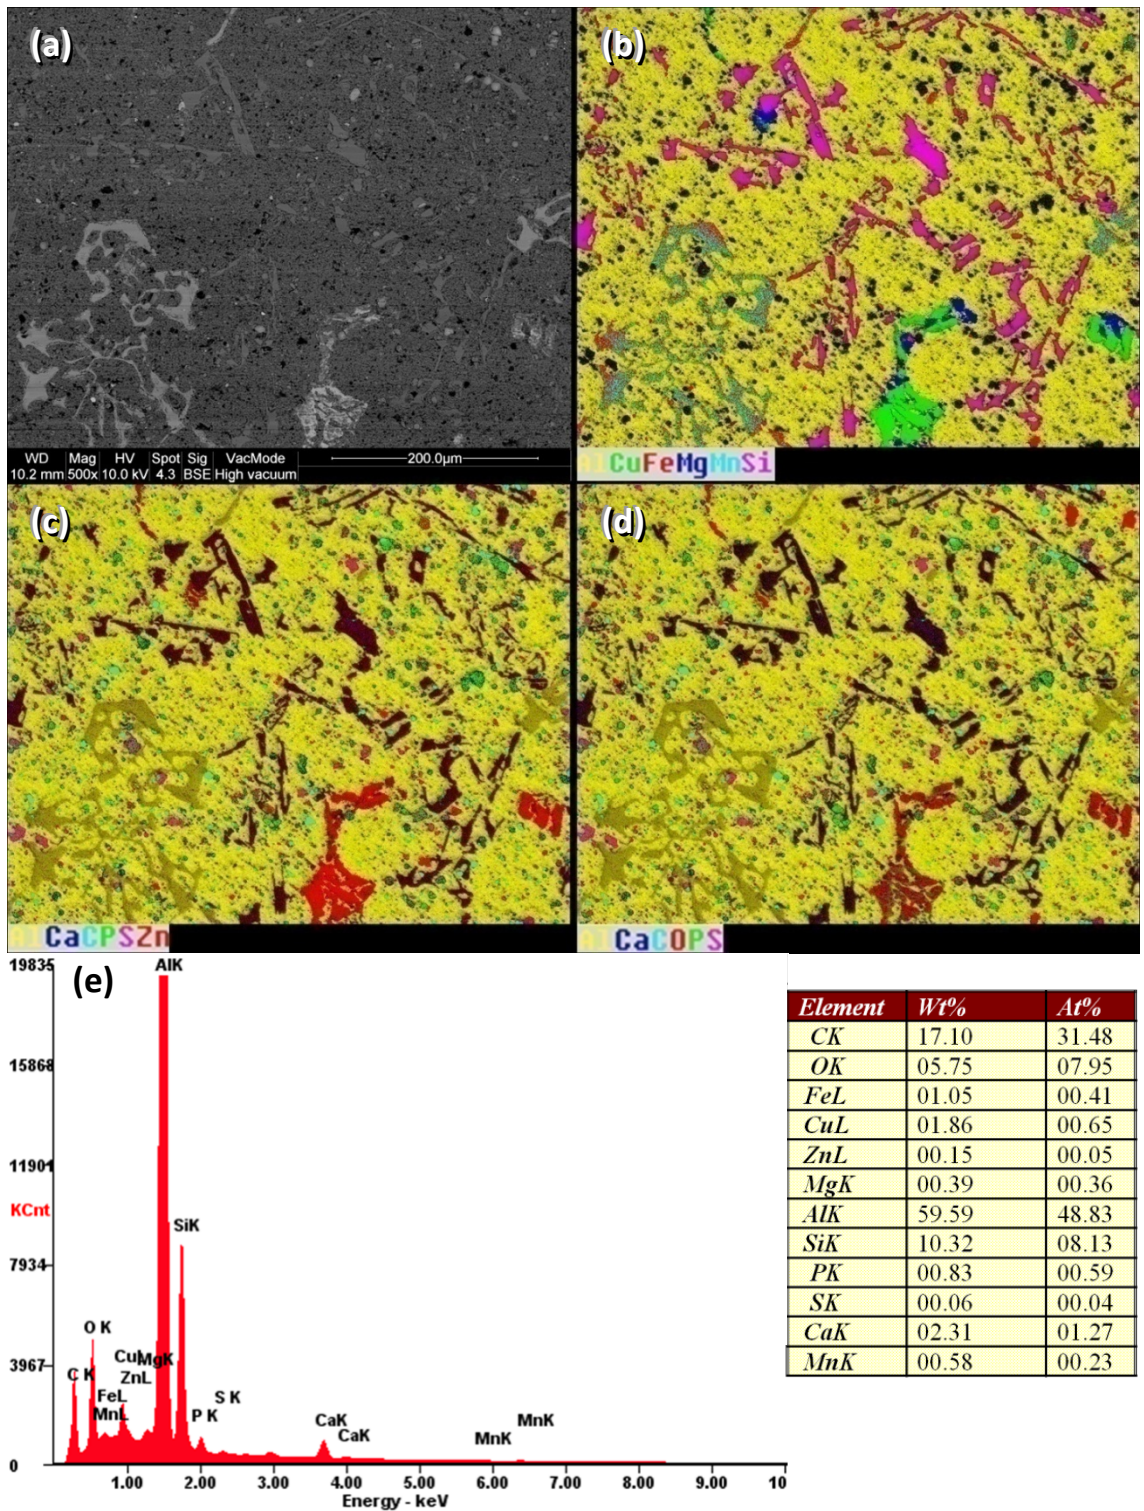 (a)
(b)
WD Mag HV Spot Sig VacMode
10.2 mm 500x 10.0 kV 4.3 BSE High vacuum
200.0µm
AlCuFeMgMnSi
(c)
(d)
AlCaCPSZn
AlCaCOPS
(e)
19835
15868
11901
KCnt
7934
3967
0
AlK
SiK
O K
C K
CuL
MgK
ZnL
FeL
MnL
S K
P K
CaK
CaK
MnK
MnK
1.00 2.00 3.00 4.00 5.00 6.00 7.00 8.00 9.00 10
Energy - keV
Element Wt% At%
CK 17.10 31.48
OK 05.75 07.95
FeL 01.05 00.41
CuL 01.86 00.65
ZnL 00.15 00.05
MgK 00.39 00.36
AlK 59.59 48.83
SiK 10.32 08.13
PK 00.83 00.59
SK 00.06 00.04
CaK 02.31 01.27
MnK 00.58 00.23